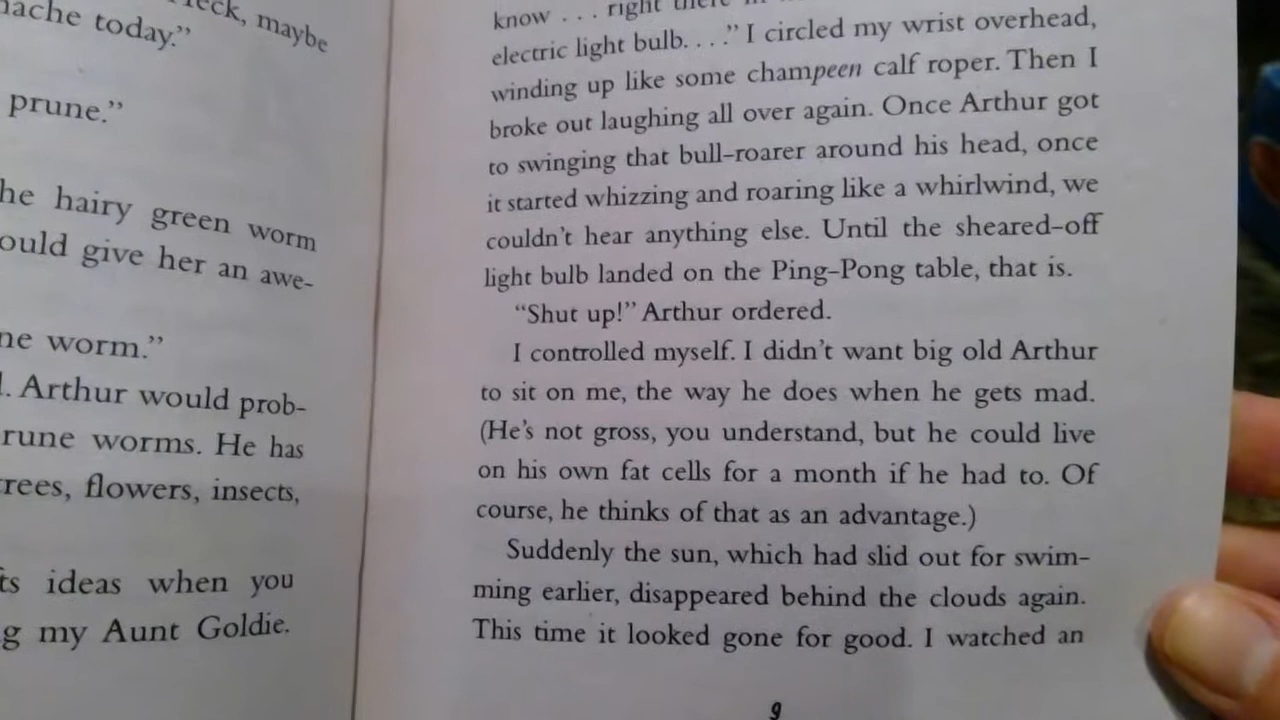 ache today."
eck, maybe
prune."
he hairy green worm
ould give her an awe-
ne worm."
. Arthur would prob-
rune worms. He has
rees, flowers, insects,
ts ideas when you
g my Aunt Goldie.
know . . . right there
electric light bulb. . . ." I circled my wrist overhead,
winding up like some champeen calf roper. Then I
broke out laughing all over again. Once Arthur got
to swinging that bull-roarer around his head, once
it started whizzing and roaring like a whirlwind, we
couldn't hear anything else. Until the sheared-off
light bulb landed on the Ping-Pong table, that is.
"Shut up!" Arthur ordered.
I controlled myself. I didn't want big old Arthur
to sit on me, the way he does when he gets mad.
(He's not gross, you understand, but he could live
on his own fat cells for a month if he had to. Of
course, he thinks of that as an advantage.)
Suddenly the sun, which had slid out for swim-
ming earlier, disappeared behind the clouds again.
This time it looked gone for good. I watched an
9